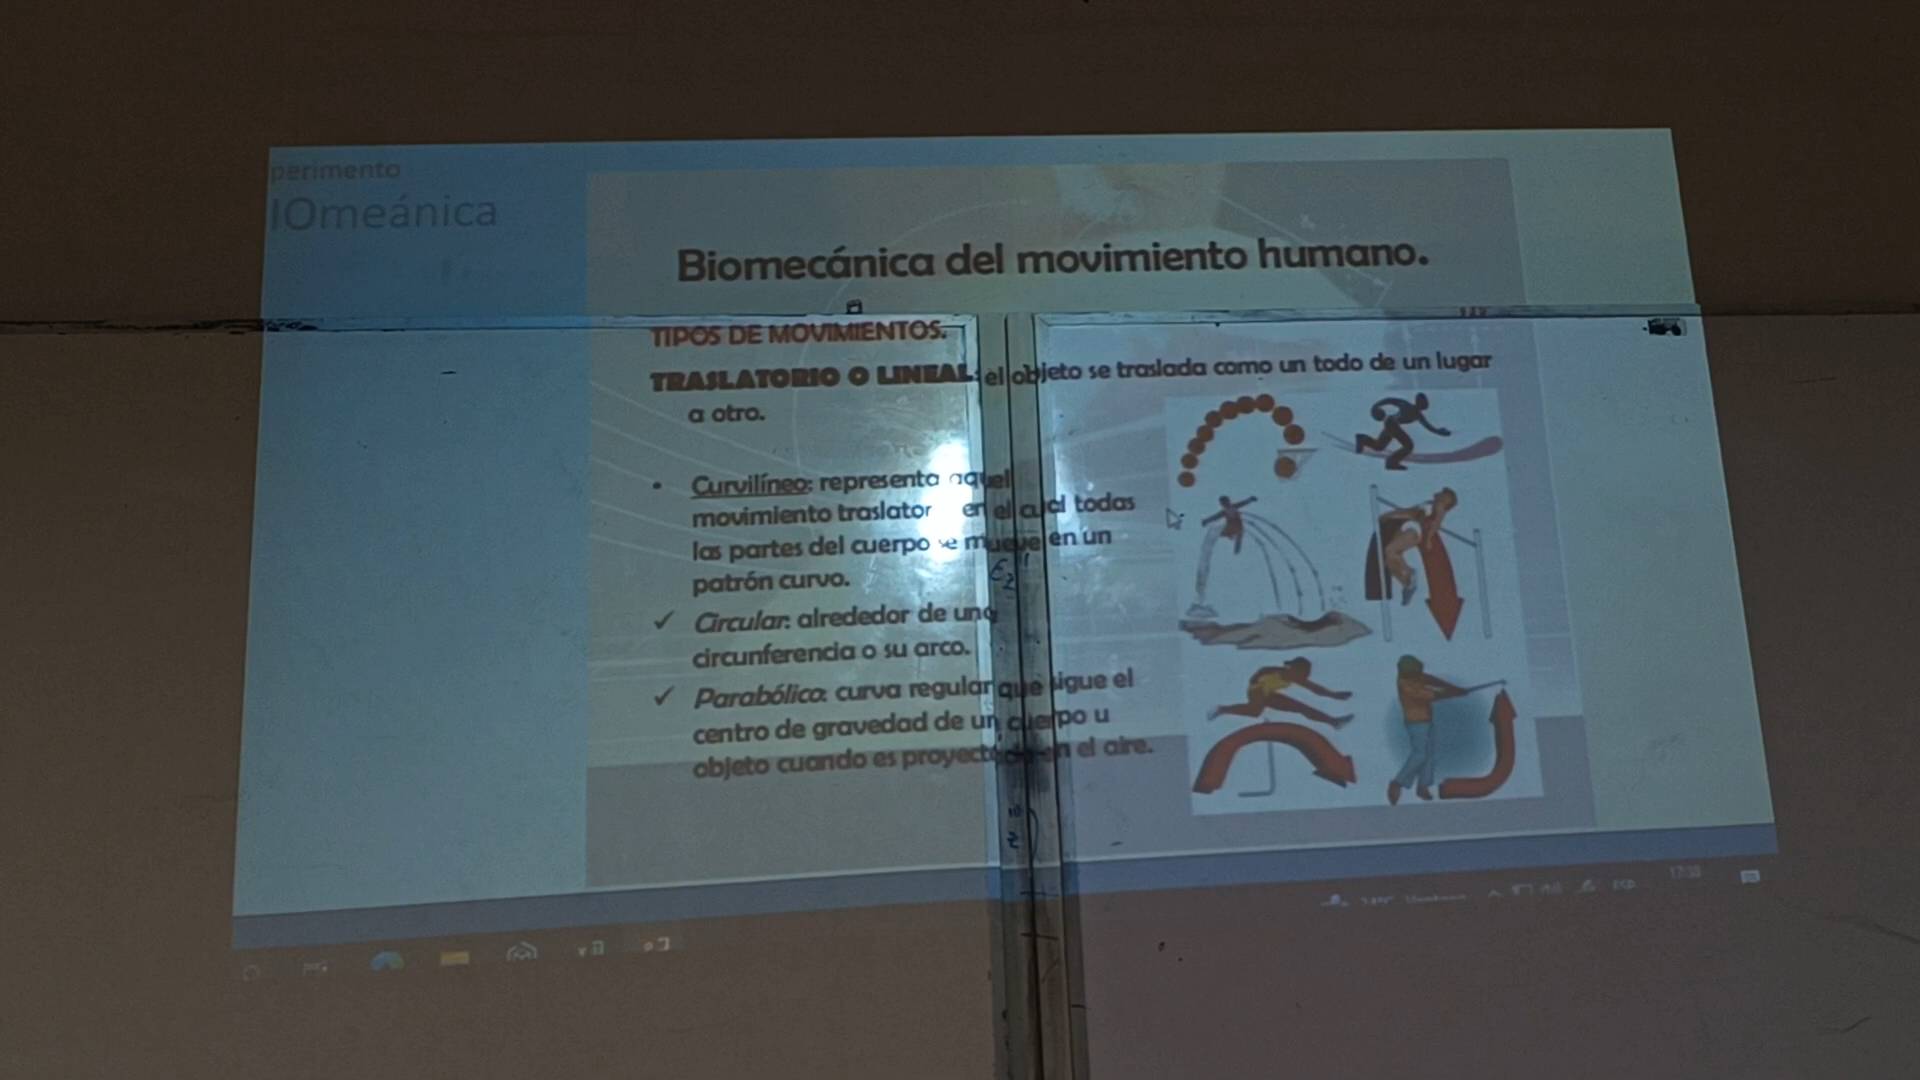 perimento
IOmeánica
Biomecánica del movimiento humano.
TIPOS DE MOVIMIENTOS.
TRASLATORIO O LINEAL: el objeto se traslada como un todo de un lugar
a otro.
• Curvilíneo: representa aquel
movimiento traslator en el cual todas
las partes del cuerpo se mueve en un
patrón curvo.
✓ Circular: alrededor de una
circunferencia o su arco.
✓ Parabólico: curva regular que sigue el
centro de gravedad de un cuerpo u
objeto cuando es proyectado en el aire.